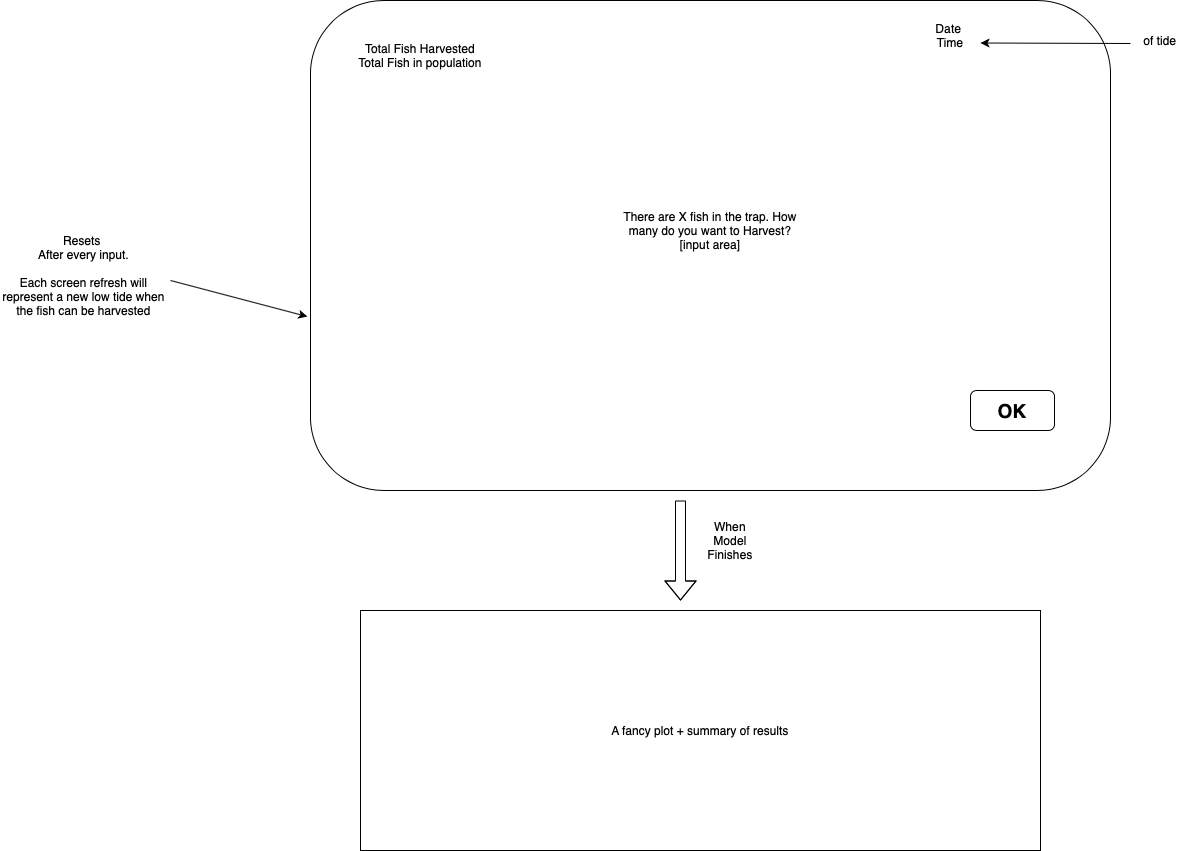 Date
Time
of tide
Total Fish Harvested
Total Fish in population
There are X fish in the trap. How
many do you want to Harvest?
[input area]
Resets
After every input.
Each screen refresh will
represent a new low tide when
the fish can be harvested
OK
When
Model
Finishes
A fancy plot + summary of results